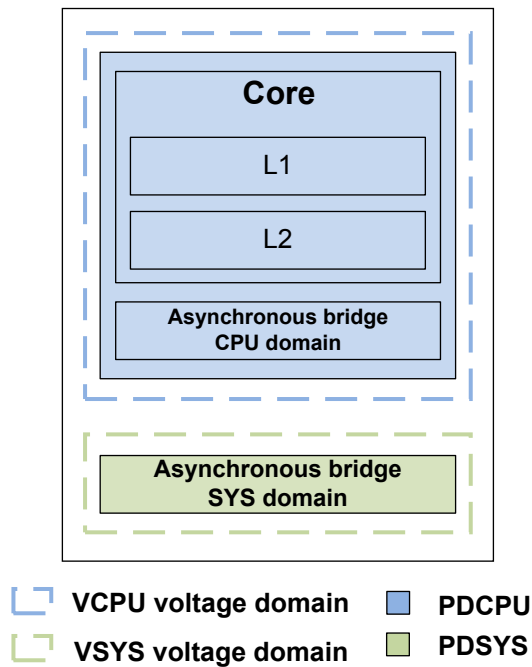 Core
L1
L2
Asynchronous bridge
CPU domain
Asynchronous bridge
SYS domain
VCPU voltage domain
PDCPU
VSYS voltage domain
PDSYS